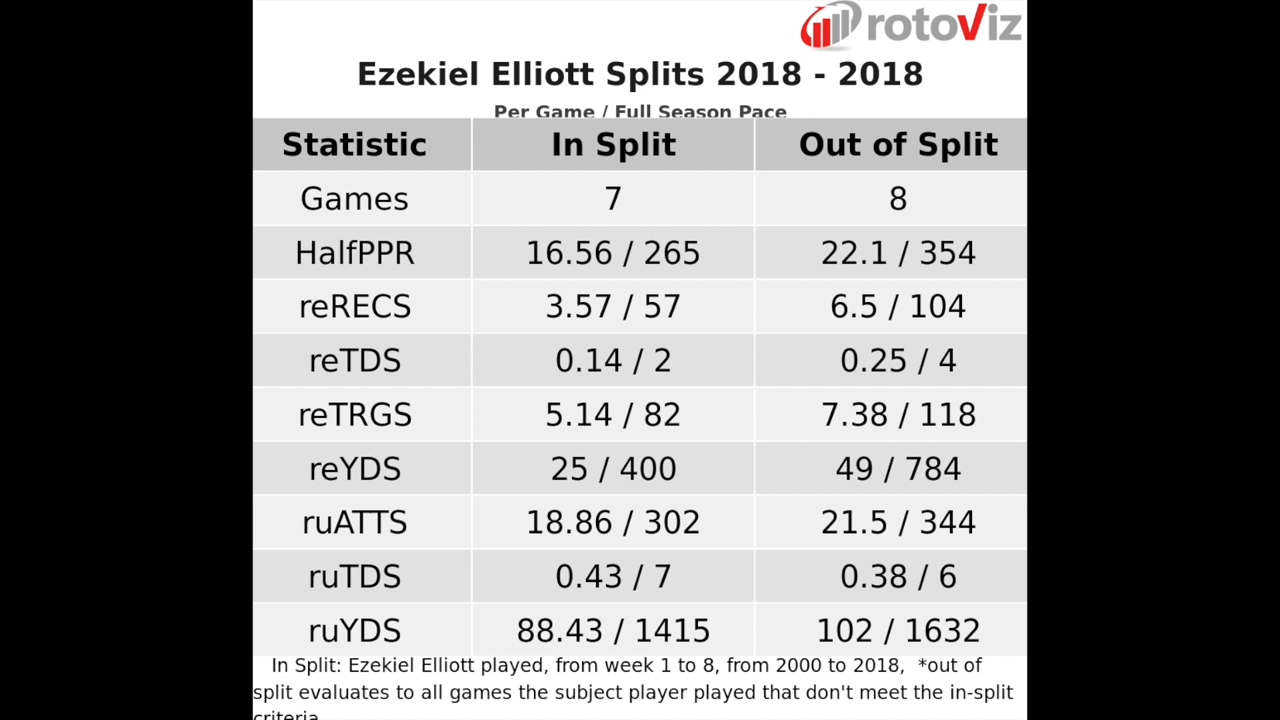 rotoViz
Ezekiel Elliott Splits 2018 - 2018
Per Game / Full Season Pace
Statistic In Split Out of Split
Games 7 8
HalfPPR 16.56 / 265 22.1 / 354
reRECS 3.57 / 57 6.5 / 104
reTDS 0.14 / 2 0.25 / 4
reTRGS 5.14 / 82 7.38 / 118
reYDS 25 / 400 49 / 784
ruATTS 18.86 / 302 21.5 / 344
ruTDS 0.43 / 7 0.38 / 6
ruYDS 88.43 / 1415 102 / 1632
In Split: Ezekiel Elliott played, from week 1 to 8, from 2000 to 2018, *out of
split evaluates to all games the subject player played that don't meet the in-split
criteria